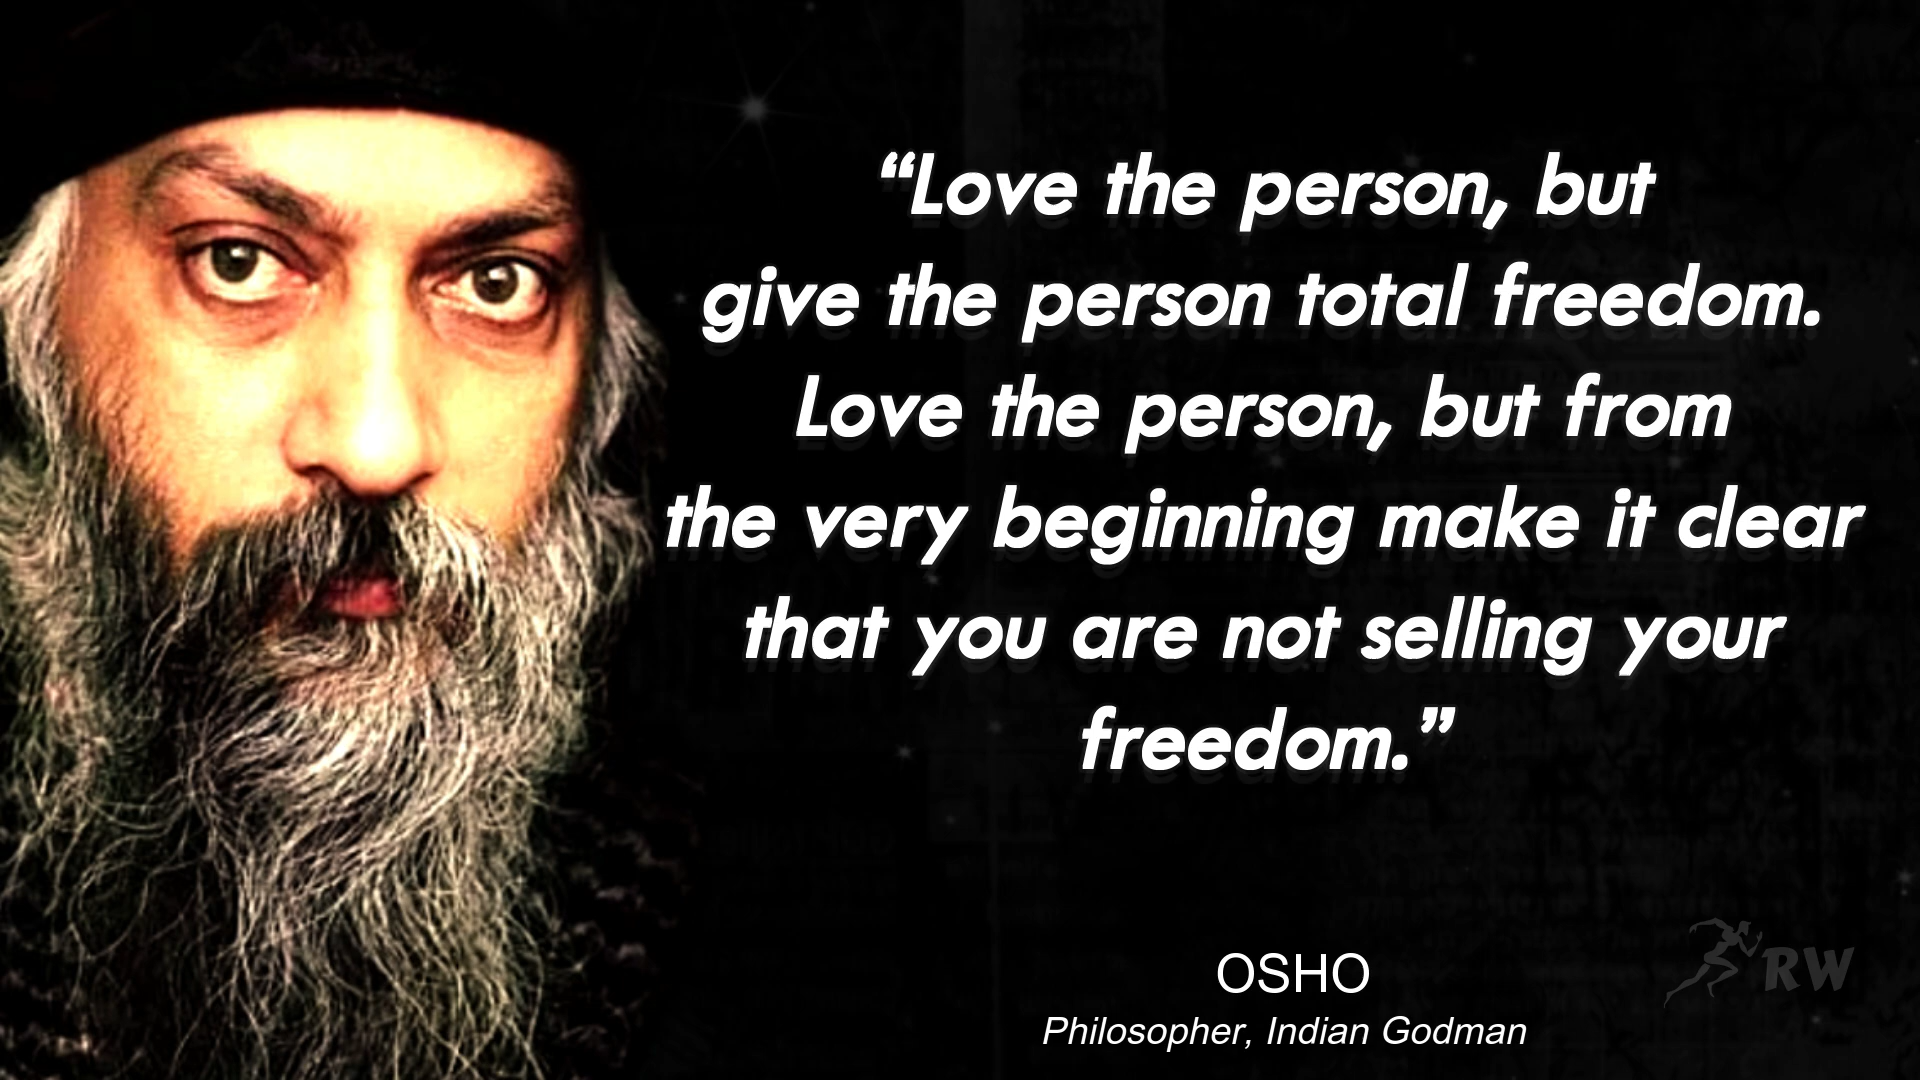 “Love the person, but
give the person total freedom.
Love the person, but from
the very beginning make it clear
that you are not selling your
freedom.”
OSHO
Philosopher, Indian Godman
RW